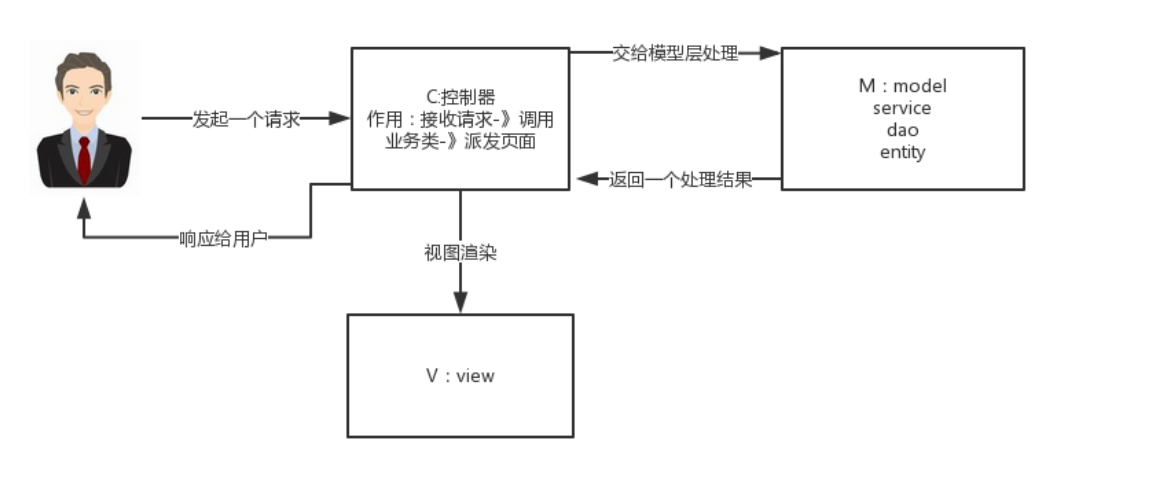 发起一个请求
C:控制器
作用：接收请求-》调用
业务类-》派发页面
交给模型层处理
M：model
service
dao
entity
返回一个处理结果
响应给用户
视图渲染
V：view